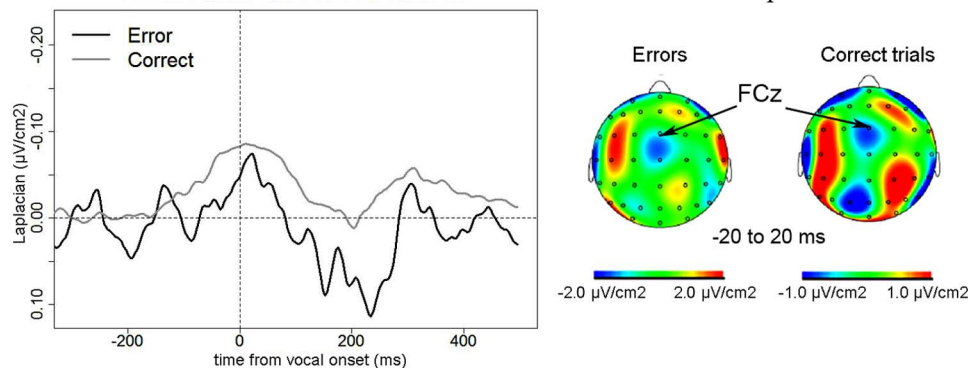 Error
Correct
Laplacian (µV/cm2)
-0.20
-0.10
0.00
0.10
-200
0
200
400
time from vocal onset (ms)
Errors
Correct trials
FCz
-20 to 20 ms
-2.0 µV/cm2
2.0 µV/cm2
-1.0 µV/cm2
1.0 µV/cm2